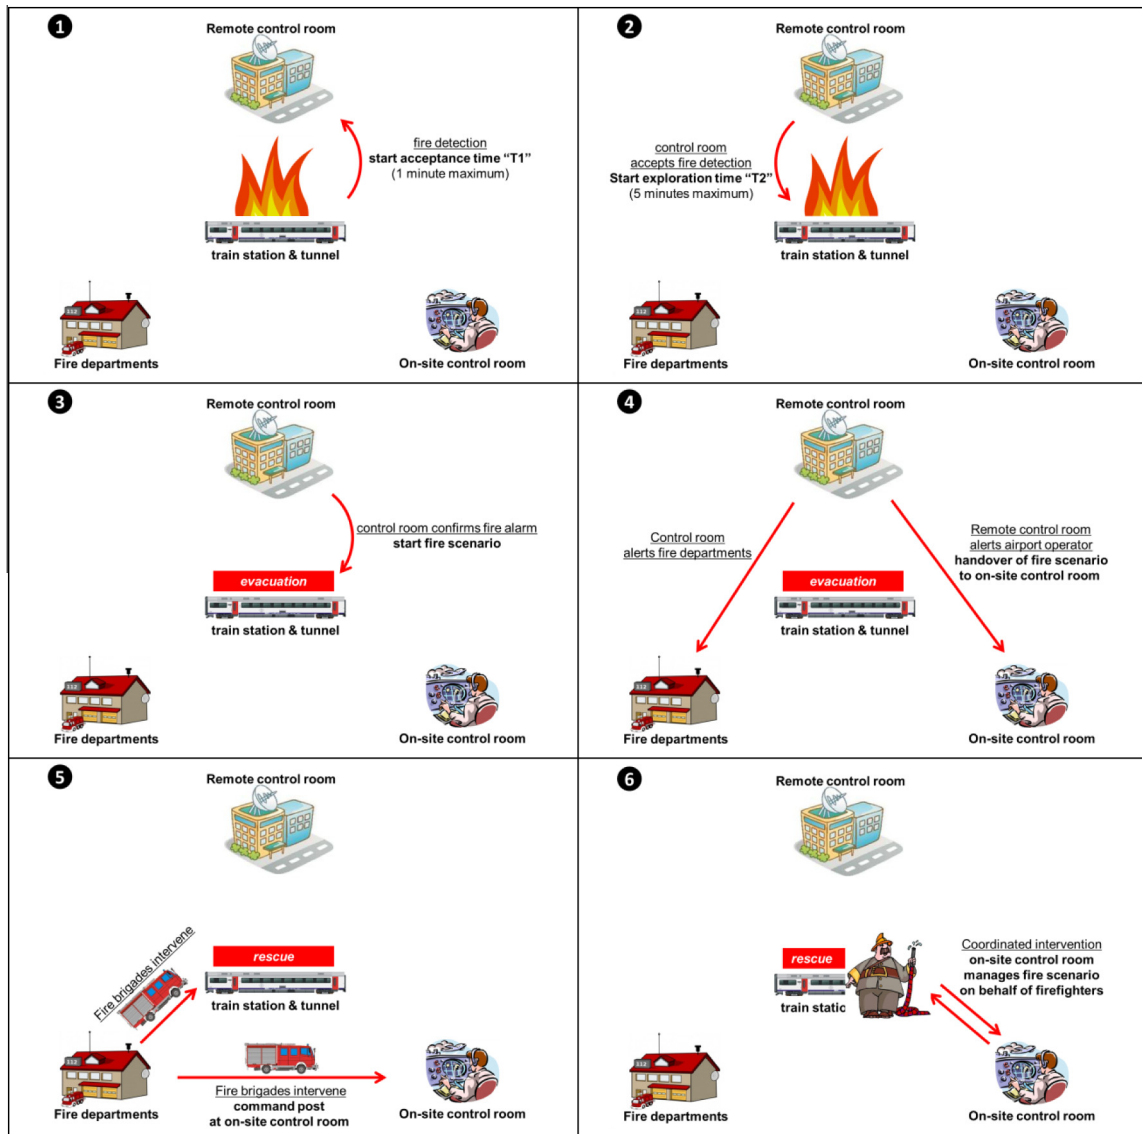 1
Remote control room
fire detection
start acceptance time “T1”
(1 minute maximum)
train station & tunnel
112
Fire departments
On-site control room
2
Remote control room
control room
accepts fire detection
Start exploration time “T2”
(5 minutes maximum)
train station & tunnel
112
Fire departments
On-site control room
3
Remote control room
control room confirms fire alarm
start fire scenario
evacuation
train station & tunnel
112
Fire departments
On-site control room
4
Remote control room
Control room
alerts fire departments
Remote control room
alerts airport operator
handover of fire scenario
to on-site control room
evacuation
train station & tunnel
112
Fire departments
On-site control room
5
Remote control room
Fire brigades intervene
rescue
train station & tunnel
112
Fire departments
Fire brigades intervene
command post
at on-site control room
On-site control room
6
Remote control room
rescue
train static
Coordinated intervention
on-site control room
manages fire scenario
on behalf of firefighters
112
Fire departments
On-site control room